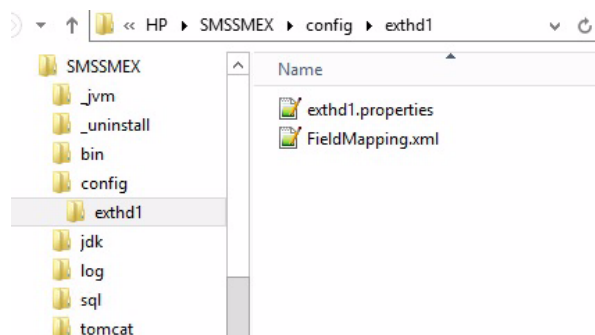 « HP ▸ SMSSMEX ▸ config ▸ exthd1
SMSSMEX
_jvm
_uninstall
bin
config
exthd1
jdk
log
sql
tomcat
Name
exthd1.properties
FieldMapping.xml